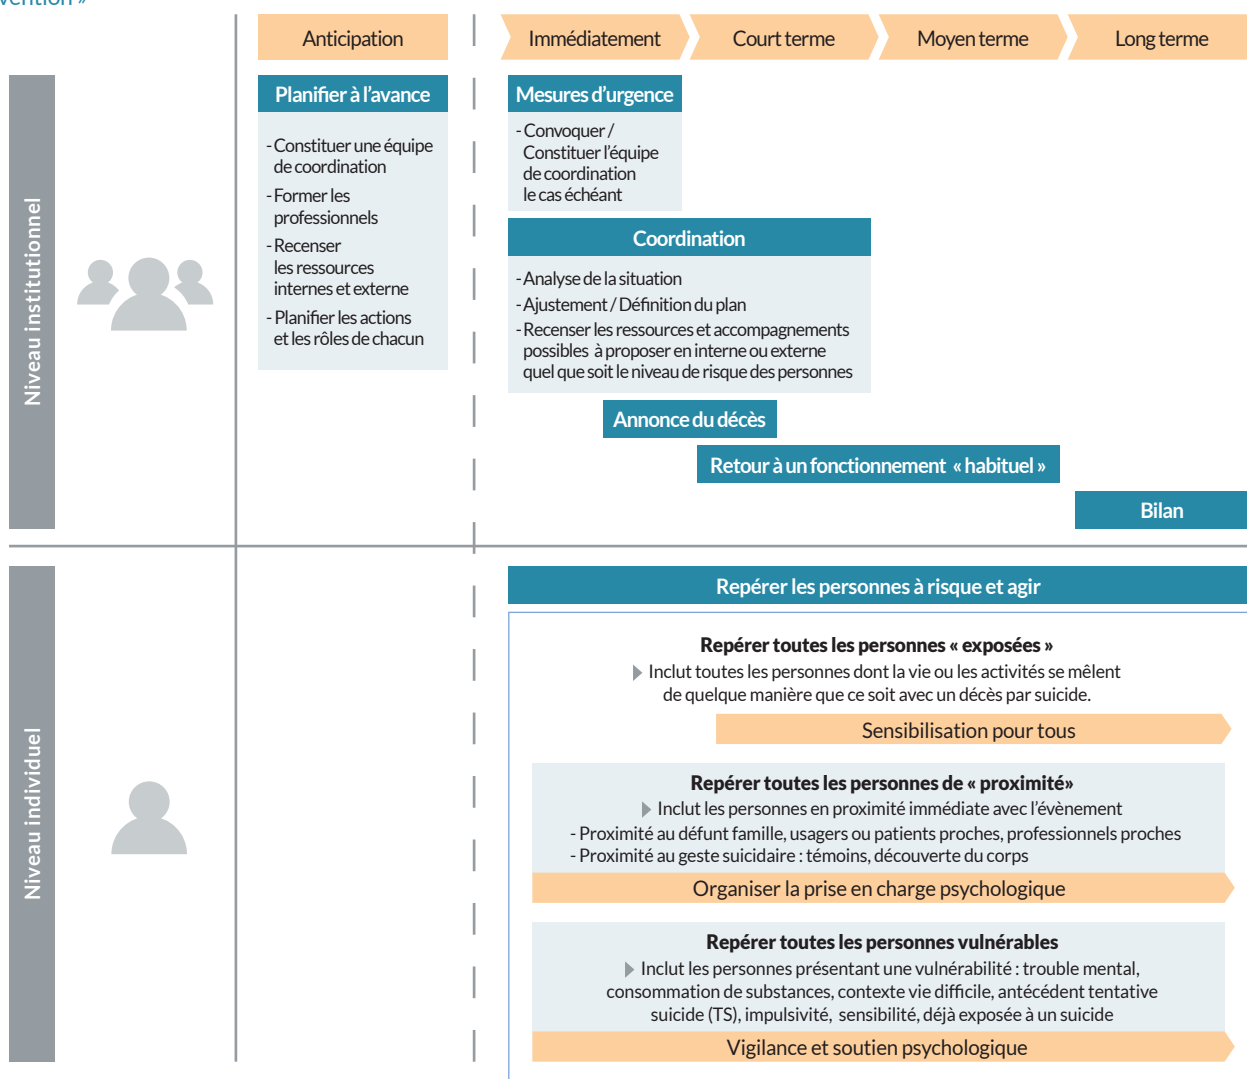 vention »
Anticipation
Immédiatement
Court terme
Moyen terme
Long terme
Niveau institutionnel
Planifier à l'avance
- Constituer une équipe
de coordination
- Former les
professionnels
- Recenser
les ressources
internes et externe
- Planifier les actions
et les rôles de chacun
Mesures d'urgence
- Convoquer /
Constituer l'équipe
de coordination
le cas échéant
Coordination
- Analyse de la situation
- Ajustement / Définition du plan
- Recenser les ressources et accompagnements
possibles à proposer en interne ou externe
quel que soit le niveau de risque des personnes
Annonce du décès
Retour à un fonctionnement « habituel »
Bilan
Niveau individuel
Repérer les personnes à risque et agir
Repérer toutes les personnes « exposées »
Inclut toutes les personnes dont la vie ou les activités se mêlent
de quelque manière que ce soit avec un décès par suicide.
Sensibilisation pour tous
Repérer toutes les personnes de « proximité»
Inclut les personnes en proximité immédiate avec l'évènement
- Proximité au défunt famille, usagers ou patients proches, professionnels proches
- Proximité au geste suicidaire : témoins, découverte du corps
Organiser la prise en charge psychologique
Repérer toutes les personnes vulnérables
Inclut les personnes présentant une vulnérabilité : trouble mental,
consommation de substances, contexte vie difficile, antécédent tentative
suicide (TS), impulsivité, sensibilité, déjà exposée à un suicide
Vigilance et soutien psychologique